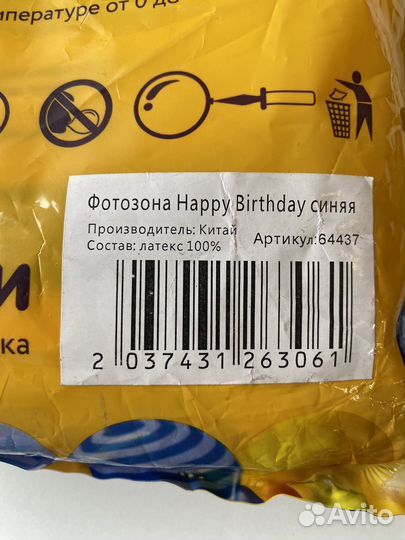 пературе от 0 до
Фотозона Happy Birthday синяя
Производитель: Китай
Состав: латекс 100% Артикул:64437
и
ка
2 037431 263061
Avito